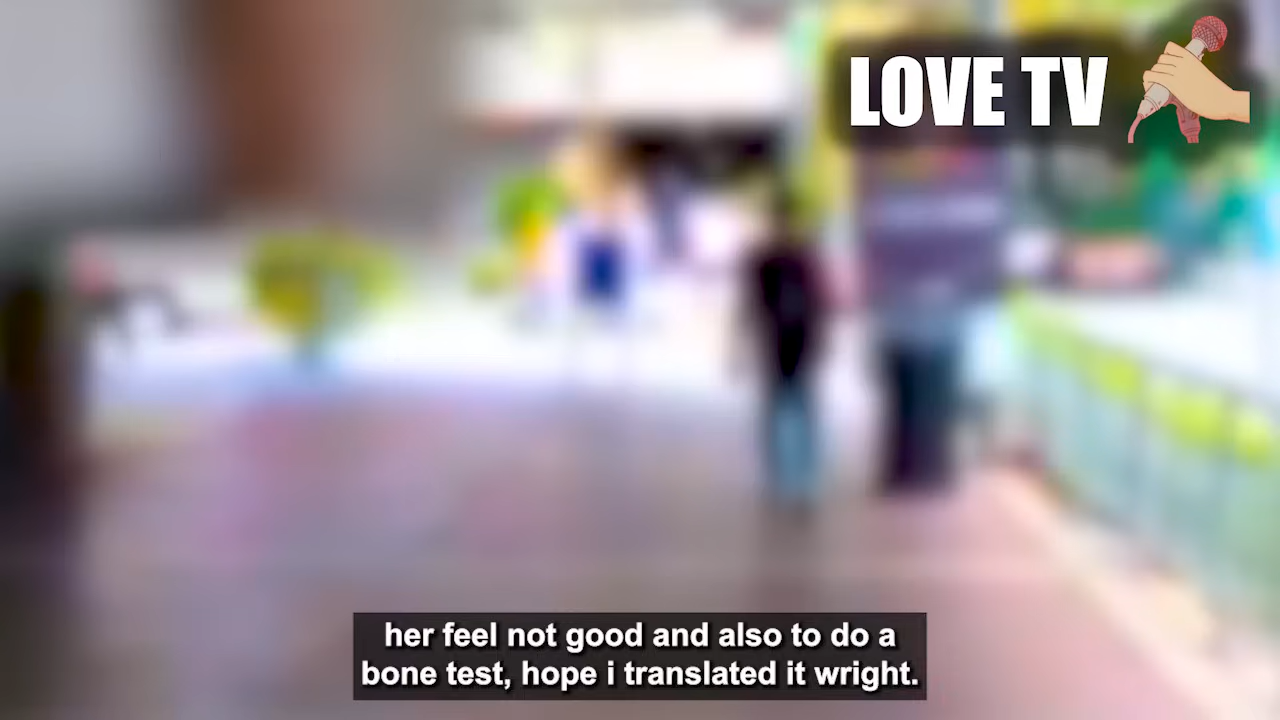 LOVE TV
her feel not good and also to do a
bone test, hope i translated it wright.